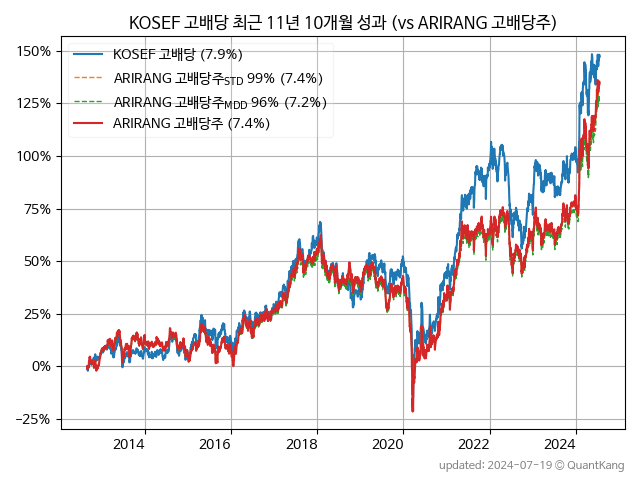 KOSEF 고배당 최근 11년 10개월 성과 (vs ARIRANG 고배당주)
KOSEF 고배당 (7.9%)
ARIRANG 고배당주STD 99% (7.4%)
ARIRANG 고배당주MDD 96% (7.2%)
ARIRANG 고배당주 (7.4%)
150%
125%
100%
75%
50%
25%
0%
−25%
2014 2016 2018 2020 2022 2024
updated: 2024-07-19 © QuantKang